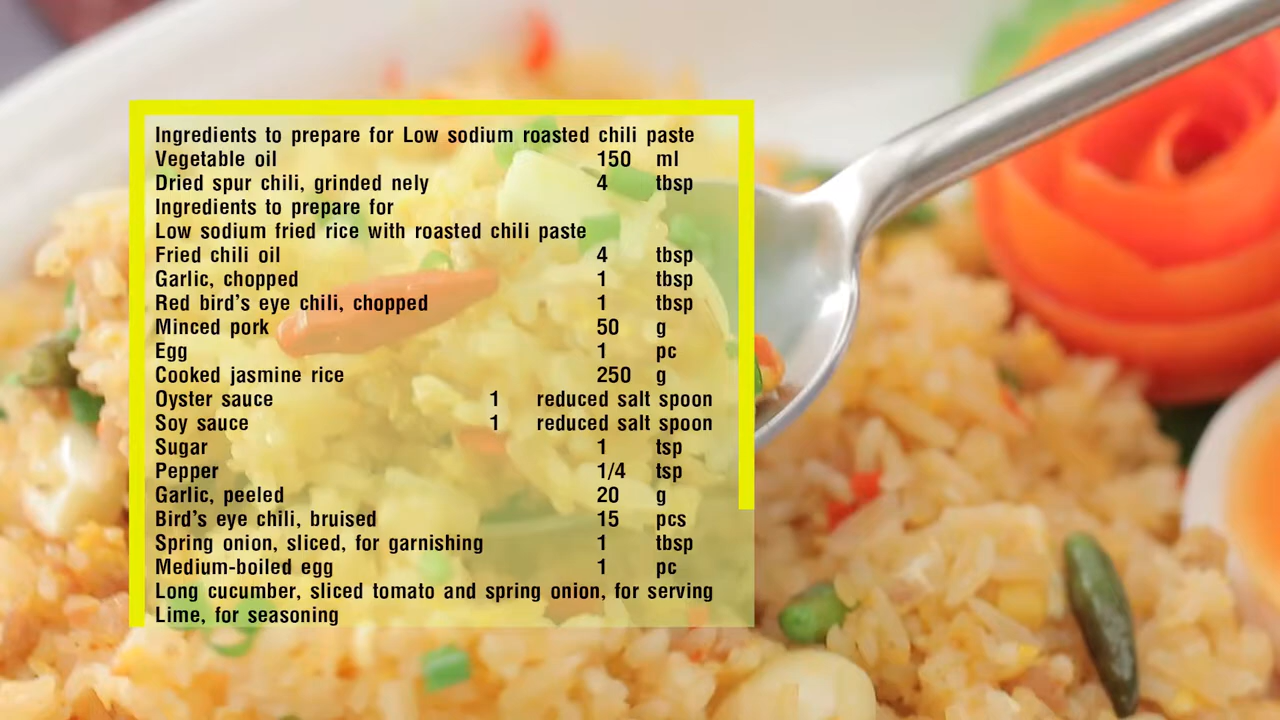 Ingredients to prepare for Low sodium roasted chili paste
Vegetable oil 150 ml
Dried spur chili, grinded nely 4 tbsp
Ingredients to prepare for
Low sodium fried rice with roasted chili paste
Fried chili oil 4 tbsp
Garlic, chopped 1 tbsp
Red bird's eye chili, chopped 1 tbsp
Minced pork 50 g
Egg 1 pc
Cooked jasmine rice 250 g
Oyster sauce 1 reduced salt spoon
Soy sauce 1 reduced salt spoon
Sugar 1 tsp
Pepper 1/4 tsp
Garlic, peeled 20 g
Bird's eye chili, bruised 15 pcs
Spring onion, sliced, for garnishing 1 tbsp
Medium-boiled egg 1 pc
Long cucumber, sliced tomato and spring onion, for serving
Lime, for seasoning